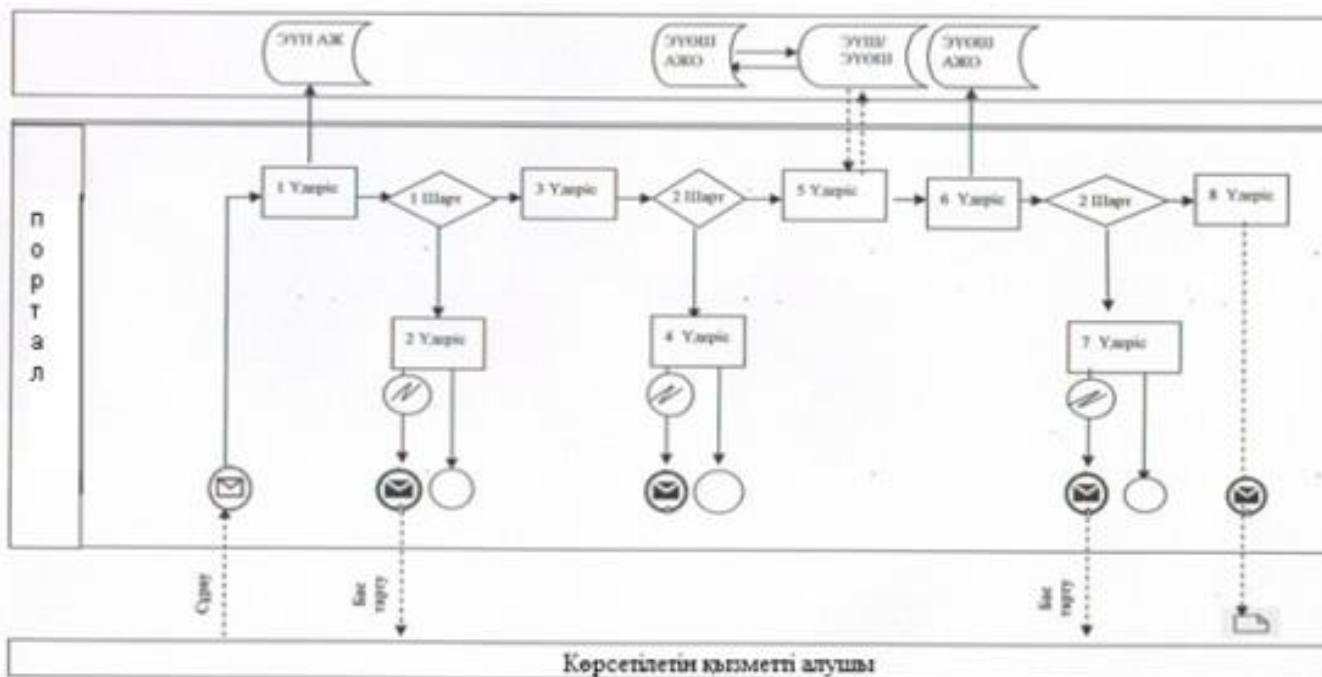 ЭҮП АЖ
ЭҮӨШ
АЖО
ЭҮШ/
ЭҮӨШ
ЭҮӨШ
АЖО
портал
1 Үдеріс
1 Шарт
3 Үдеріс
2 Шарт
5 Үдеріс
6 Үдеріс
2 Шарт
8 Үдеріс
2 Үдеріс
4 Үдеріс
7 Үдеріс
Сұрау
Бас
тарту
Бас
тарту
Көрсетілетін қызметті алушы